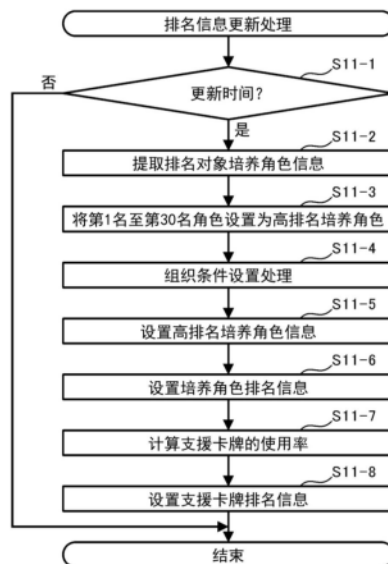 排名信息更新处理
S11-1
否
更新时间？
是
S11-2
提取排名对象培养角色信息
S11-3
将第1名至第30名角色设置为高排名培养角色
S11-4
组织条件设置处理
S11-5
设置高排名培养角色信息
S11-6
设置培养角色排名信息
S11-7
计算支援卡牌的使用率
S11-8
设置支援卡牌排名信息
结束